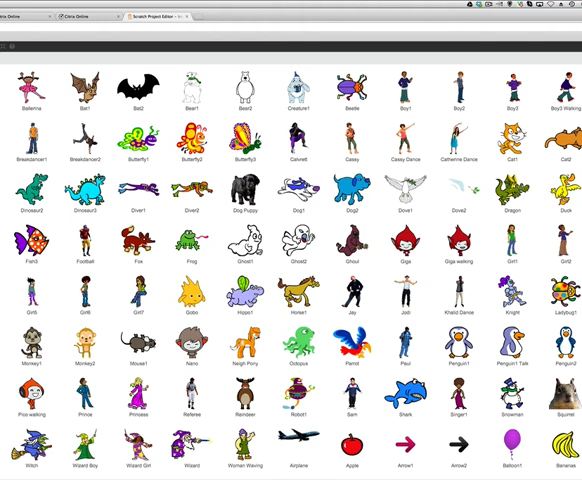 Citrix Online
Citrix Online
Scratch Project Editor
Ballerina Bat1 Bat2 Bear1 Bear2 Creature1 Beetle Boy1 Boy2 Boy3 Boy3 Walking
Breakdancer1 Breakdancer2 Butterfly1 Butterfly2 Butterfly3 Calvrett Cassy Cassy Dance Catherine Dance Cat1 Cat2
Dinosaur2 Dinosaur3 Diver1 Diver2 Dog Puppy Dog1 Dog2 Dove1 Dove2 Dragon Duck
Fish3 Football Fox Frog Ghost1 Ghost2 Ghoul Giga Giga walking Girl1 Girl2
Girl5 Girl6 Girl7 Gobo Hippo1 Horse1 Jay Jodi Khalid Dance Knight Ladybug1
Monkey1 Monkey2 Mouse1 Nano Neigh Pony Octopus Parrot Paul Penguin1 Penguin1 Talk Penguin2
Pico walking Prince Princess Referee Reindeer Robot1 Sam Shark Singer1 Snowman Squirrel
Witch Wizard Boy Wizard Girl Wizard Woman Waving Airplane Apple Arrow1 Arrow2 Balloon1 Bananas